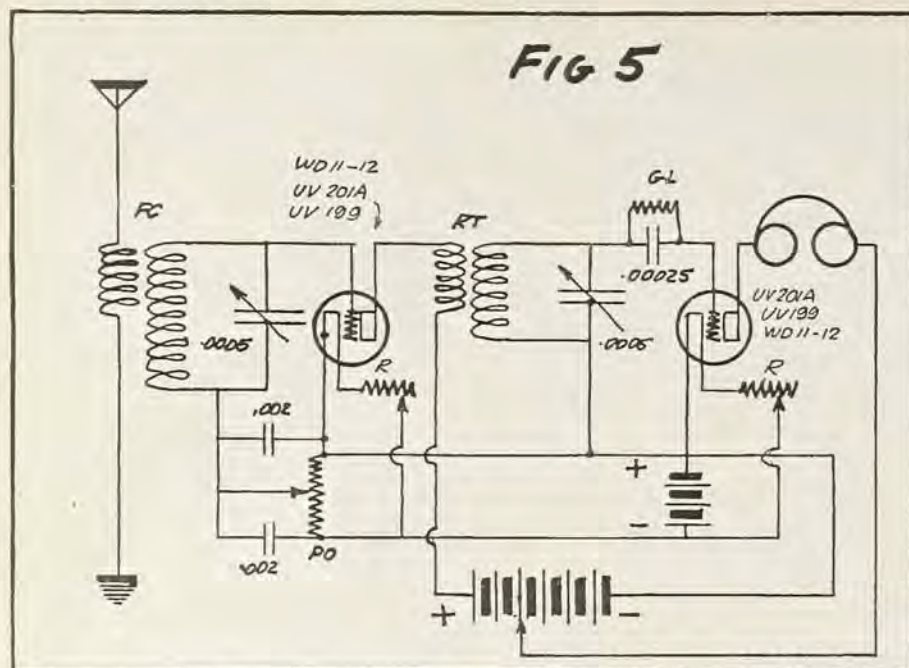 FIG 5
WD11-12
UV 201A
UV 199
FC
RT
GL
.00025
.0005
.0005
UV201A
UV199
WD11-12
R
R
.002
PO
.002
+
-
+
-